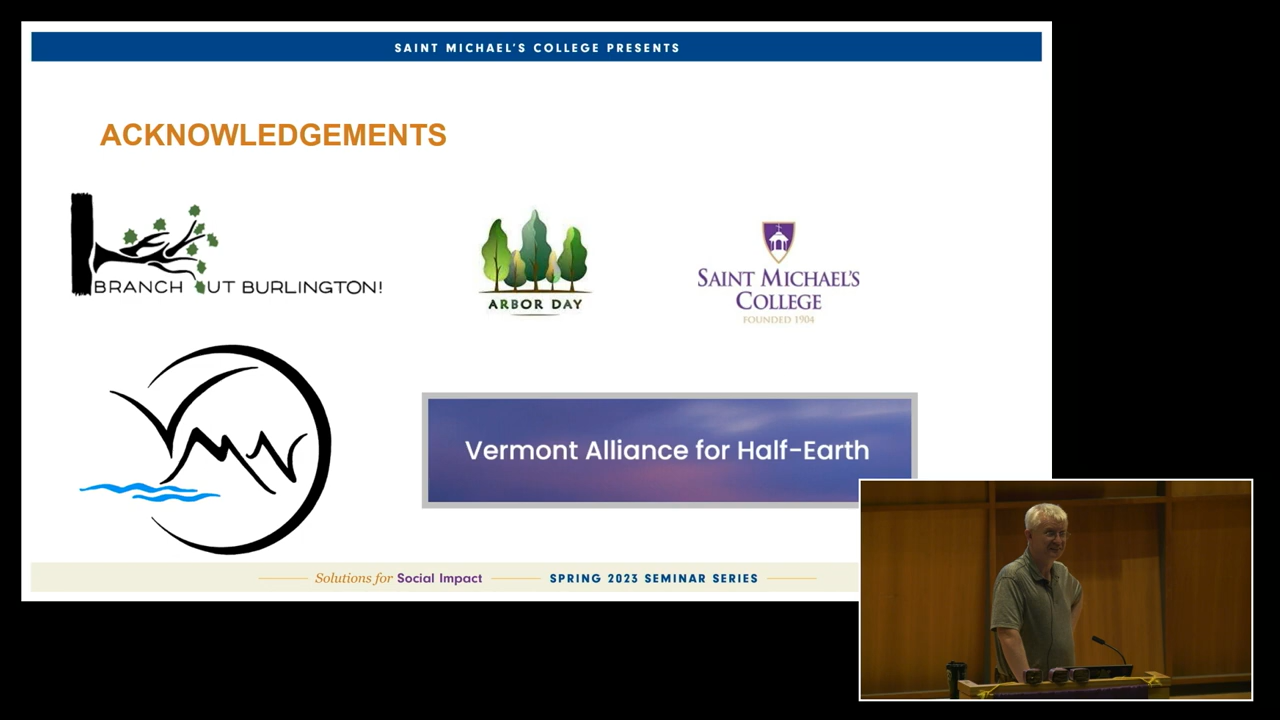 SAINT MICHAEL'S COLLEGE PRESENTS
ACKNOWLEDGEMENTS
BRANCH OUT BURLINGTON!
ARBOR DAY
SAINT MICHAEL'S
COLLEGE
FOUNDED 1904
Vermont Alliance for Half-Earth
Solutions for Social Impact
SPRING 2023 SEMINAR SERIES